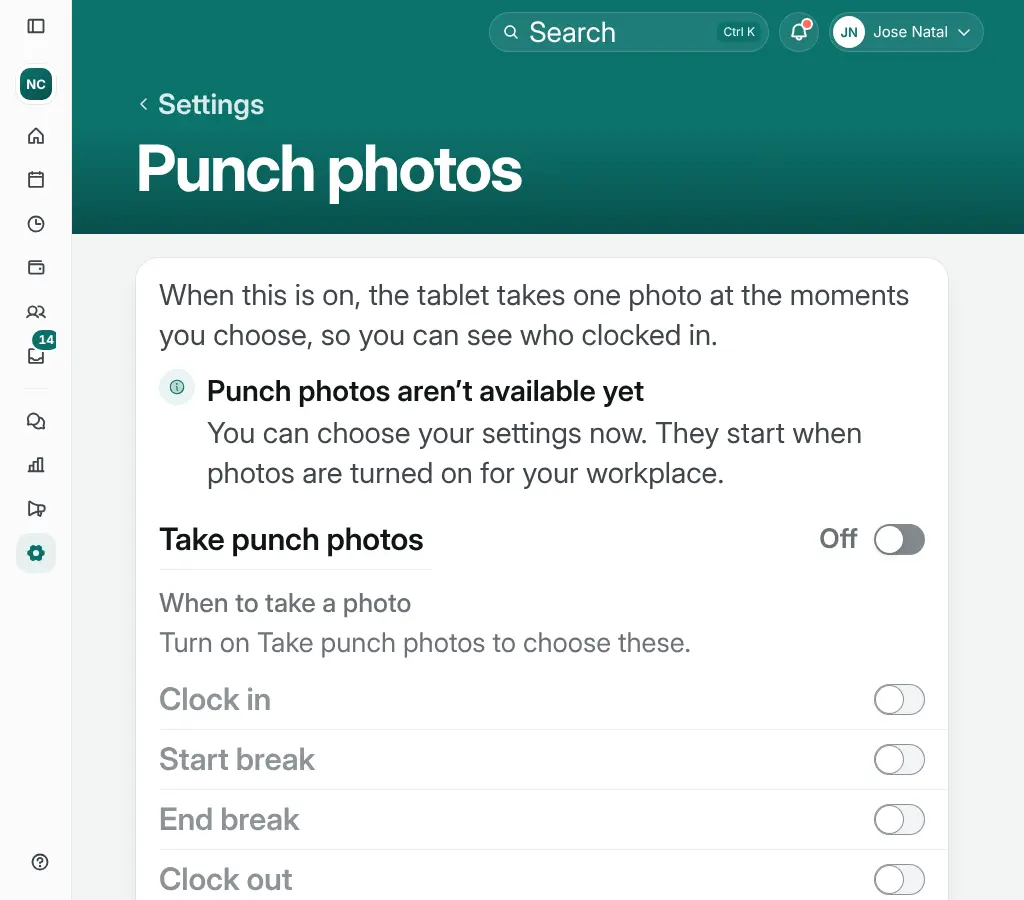 Search
Ctrl K
JN
Jose Natal
NC
Settings
Punch photos
When this is on, the tablet takes one photo at the moments
you choose, so you can see who clocked in.
Punch photos aren’t available yet
You can choose your settings now. They start when
photos are turned on for your workplace.
14
Take punch photos
Off
When to take a photo
Turn on Take punch photos to choose these.
Clock in
Start break
End break
Clock out